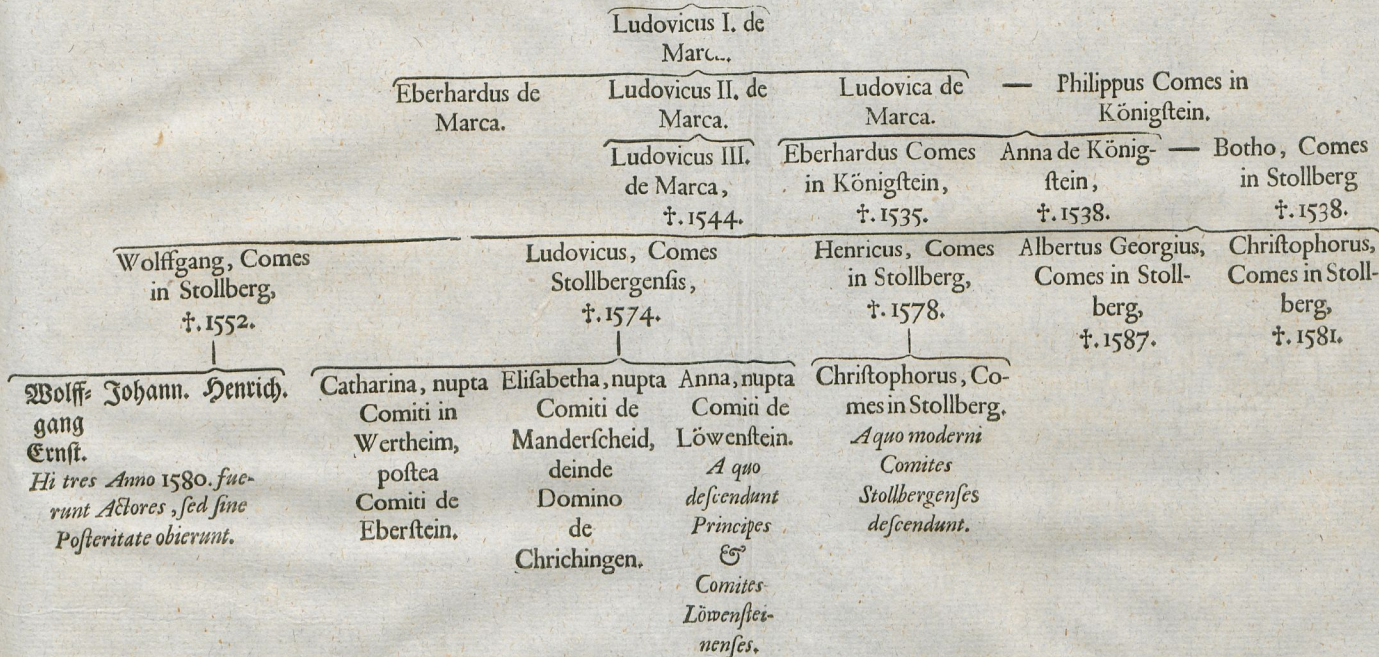 Ludovicus I. de
Marca.
Eberhardus de
Marca.
Ludovicus II. de
Marca.
Ludovica de
Marca.
— Philippus Comes in
Königſtein.
Ludovicus III.
de Marca,
†. 1544.
Eberhardus Comes
in Königſtein,
†. 1535.
Anna de König-
ſtein,
†. 1538.
— Botho, Comes
in Stollberg
†. 1538.
Wolffgang, Comes
in Stollberg,
†. 1552.
Ludovicus, Comes
Stollbergenſis,
†. 1574.
Henricus, Comes
in Stollberg,
†. 1578.
Albertus Georgius,
Comes in Stoll-
berg,
†. 1587.
Chriſtophorus,
Comes in Stoll-
berg,
†. 1581.
Wolff⸗ Johann. Henrich.
gang
Ernſt.
Hi tres Anno 1580. fue-
runt Actores, ſed ſine
Poſteritate obierunt.
Catharina, nupta
Comiti in
Wertheim,
poſtea
Comiti de
Eberſtein.
Eliſabetha, nupta
Comiti de
Manderſcheid,
deinde
Domino
de
Chrichingen.
Anna, nupta
Comiti de
Löwenſtein.
A quo
deſcendunt
Principes
&
Comites
Löwenſtei-
nenſes.
Chriſtophorus, Co-
mes in Stollberg.
A quo moderni
Comites
Stollbergenſes
deſcendunt.